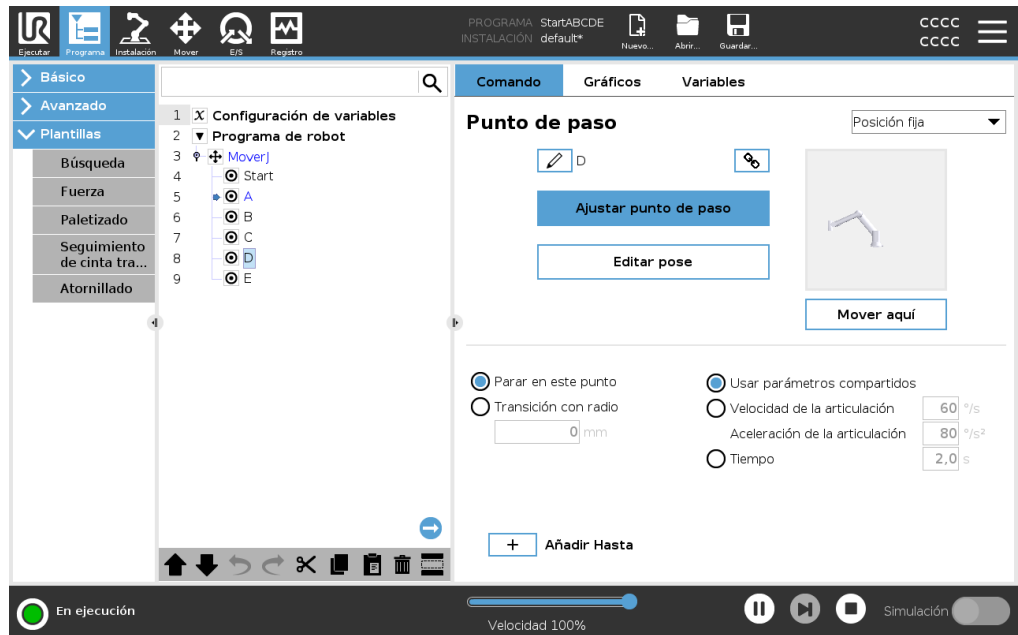 UR
PROGRAMA StartABCDE
INSTALACIÓN default*
Ejecutar Programa Instalación Mover E/S Registro Nuevo... Abrir... Guardar...
CCCC
CCCC
Básico
Avanzado
Plantillas
Búsqueda
Fuerza
Paletizado
Seguimiento
de cinta tra...
Atornillado
1 X Configuración de variables
2 Programa de robot
3 MoverJ
4 Start
5 A
6 B
7 C
8 D
9 E
Comando Gráficos Variables
Punto de paso
Posición fija
D
Ajustar punto de paso
Editar pose
Mover aquí
Parar en este punto
Transición con radio
0 mm
Usar parámetros compartidos
Velocidad de la articulación 60 °/s
Aceleración de la articulación 80 °/s²
Tiempo 2,0 s
+ Añadir Hasta
En ejecución
Velocidad 100%
Simulación